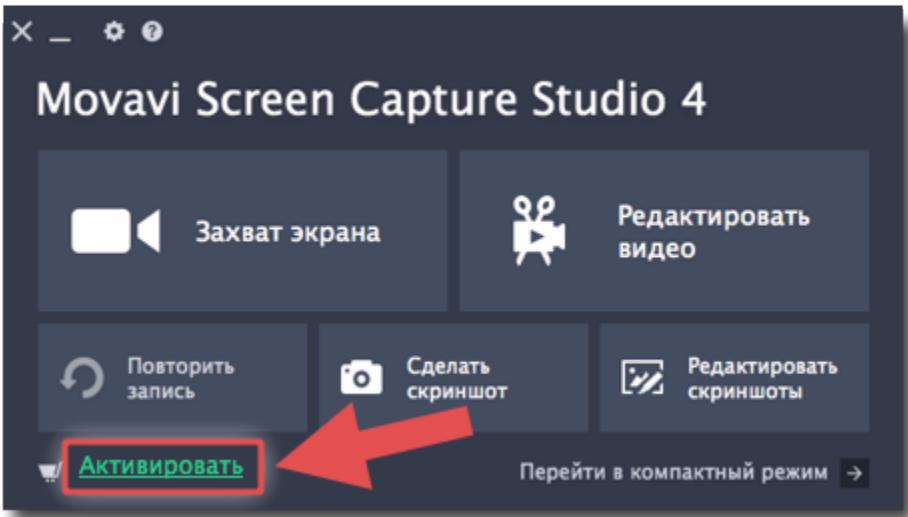 Movavi Screen Capture Studio 4
Захват экрана
Редактировать
видео
Повторить
запись
Сделать
скриншот
Редактировать
скриншоты
Активировать
Перейти в компактный режим